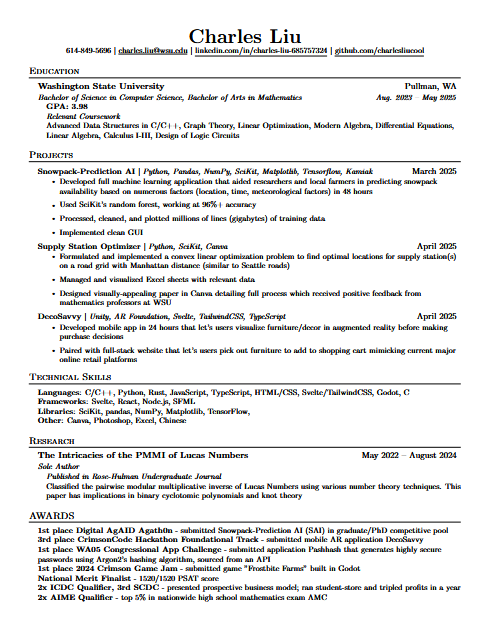 Charles Liu
614-849-5696 | charles.liu@wsu.edu | linkedin.com/in/charles-liu-685757324 | github.com/charlesliucool
Education
Washington State University Pullman, WA
Bachelor of Science in Computer Science, Bachelor of Arts in Mathematics Aug. 2023 May 2025
GPA: 3.98
Relevant Coursework
Advanced Data Structures in C/C++, Graph Theory, Linear Optimization, Modern Algebra, Differential Equations,
Linear Algebra, Calculus I-III, Design of Logic Circuits
Projects
Snowpack-Prediction AI | Python, Pandas, NumPy, SciKit, Matplotlib, Tensorflow, Kamiak March 2025
• Developed full machine learning application that aided researchers and local farmers in predicting snowpack
availability based on numerous factors (location, time, meteorological factors) in 48 hours
• Used SciKit's random forest, working at 96%+ accuracy
• Processed, cleaned, and plotted millions of lines (gigabytes) of training data
• Implemented clean GUI
Supply Station Optimizer | Python, SciKit, Canva April 2025
• Formulated and implemented a convex linear optimization problem to find optimal locations for supply station(s)
on a road grid with Manhattan distance (similar to Seattle roads)
• Managed and visualized Excel sheets with relevant data
• Designed visually-appealing paper in Canva detailing full process which received positive feedback from
mathematics professors at WSU
DecoSavvy | Unity, AR Foundation, Svelte, TailwindCSS, TypeScript April 2025
• Developed mobile app in 24 hours that let's users visualize furniture/decor in augmented reality before making
purchase decisions
• Paired with full-stack website that let's users pick out furniture to add to shopping cart mimicking current major
online retail platforms
Technical Skills
Languages: C/C++, Python, Rust, JavaScript, TypeScript, HTML/CSS, Svelte/TailwindCSS, Godot, C
Frameworks: Svelte, React, Node.js, SFML
Libraries: SciKit, pandas, NumPy, Matplotlib, TensorFlow,
Other: Canva, Photoshop, Excel, Chinese
Research
The Intricacies of the PMMI of Lucas Numbers May 2022 – August 2024
Sole Author
Published in Rose-Hulman Undergraduate Journal
Classified the pairwise modular multiplicative inverse of Lucas Numbers using various number theory techniques. This
paper has implications in binary cyclotomic polynomials and knot theory
AWARDS
1st place Digital AgAID Agath0n - submitted Snowpack-Prediction AI (SAI) in graduate/PhD competitive pool
3rd place CrimsonCode Hackathon Foundational Track - submitted mobile AR application DecoSavvy
1st place WA05 Congressional App Challenge - submitted application Pashhash that generates highly secure
passwords using Argon2's hashing algorithm, sourced from an API
1st place 2024 Crimson Game Jam - submitted game "Frostbite Farms" built in Godot
National Merit Finalist - 1520/1520 PSAT score
2x ICDC Qualifier, 3rd SCDC - presented prospective business model; ran student-store and tripled profits in a year
2x AIME Qualifier - top 5% in nationwide high school mathematics exam AMC